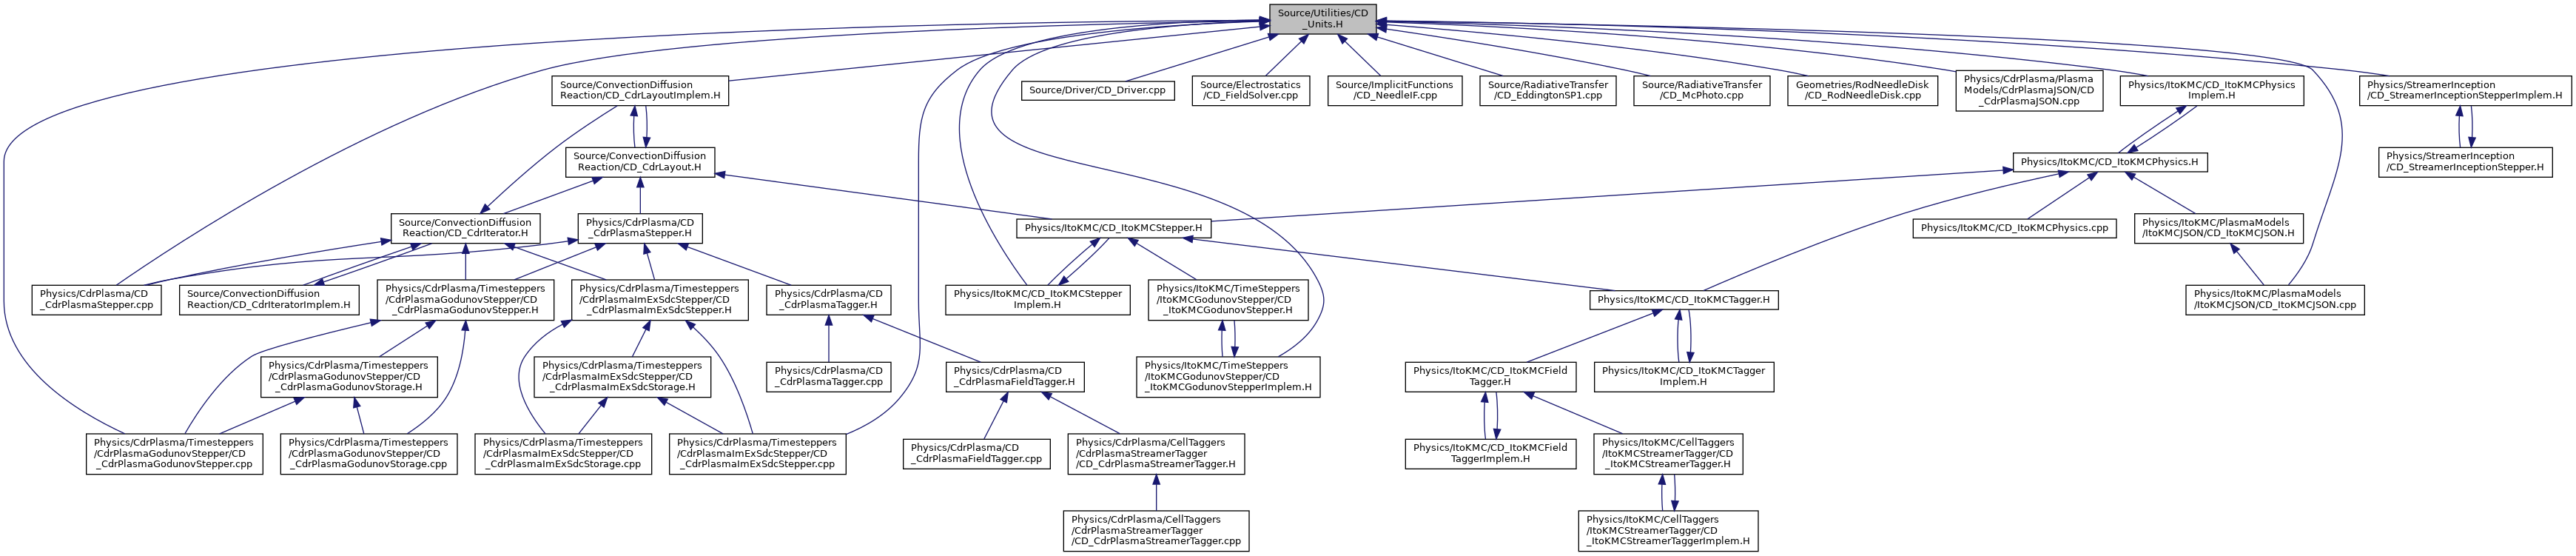 Source/Utilities/CD
_Units.H
Source/ConvectionDiffusion
Reaction/CD_CdrLayoutImplem.H
Source/Driver/CD_Driver.cpp
Source/Electrostatics
/CD_FieldSolver.cpp
Source/ImplicitFunctions
/CD_NeedleIF.cpp
Source/RadiativeTransfer
/CD_EddingtonSP1.cpp
Source/RadiativeTransfer
/CD_McPhoto.cpp
Geometries/RodNeedleDisk
/CD_RodNeedleDisk.cpp
Physics/CdrPlasma/Plasma
Models/CdrPlasmaJSON/CD
_CdrPlasmaJSON.cpp
Physics/ItoKMC/CD_ItoKMCPhysics
Implem.H
Physics/StreamerInception
/CD_StreamerInceptionStepperImplem.H
Source/ConvectionDiffusion
Reaction/CD_CdrLayout.H
Physics/ItoKMC/CD_ItoKMCPhysics.H
Physics/StreamerInception
/CD_StreamerInceptionStepper.H
Source/ConvectionDiffusion
Reaction/CD_CdrIterator.H
Physics/CdrPlasma/CD
_CdrPlasmaStepper.H
Physics/ItoKMC/CD_ItoKMCStepper.H
Physics/ItoKMC/CD_ItoKMCPhysics.cpp
Physics/ItoKMC/PlasmaModels
/ItoKMCJSON/CD_ItoKMCJSON.H
Physics/CdrPlasma/CD
_CdrPlasmaStepper.cpp
Source/ConvectionDiffusion
Reaction/CD_CdrIteratorImplem.H
Physics/CdrPlasma/Timesteppers
/CdrPlasmaGodunovStepper/CD
_CdrPlasmaGodunovStepper.H
Physics/CdrPlasma/Timesteppers
/CdrPlasmaImExSdcStepper/CD
_CdrPlasmaImExSdcStepper.H
Physics/CdrPlasma/CD
_CdrPlasmaTagger.H
Physics/ItoKMC/CD_ItoKMCStepper
Implem.H
Physics/ItoKMC/TimeSteppers
/ItoKMCGodunovStepper/CD
_ItoKMCGodunovStepper.H
Physics/ItoKMC/CD_ItoKMCTagger.H
Physics/ItoKMC/PlasmaModels
/ItoKMCJSON/CD_ItoKMCJSON.cpp
Physics/CdrPlasma/Timesteppers
/CdrPlasmaGodunovStepper/CD
_CdrPlasmaGodunovStorage.H
Physics/CdrPlasma/Timesteppers
/CdrPlasmaImExSdcStepper/CD
_CdrPlasmaImExSdcStorage.H
Physics/CdrPlasma/CD
_CdrPlasmaTagger.cpp
Physics/CdrPlasma/CD
_CdrPlasmaFieldTagger.H
Physics/ItoKMC/TimeSteppers
/ItoKMCGodunovStepper/CD
_ItoKMCGodunovStepperImplem.H
Physics/ItoKMC/CD_ItoKMCField
Tagger.H
Physics/ItoKMC/CD_ItoKMCTagger
Implem.H
Physics/CdrPlasma/Timesteppers
/CdrPlasmaGodunovStepper/CD
_CdrPlasmaGodunovStepper.cpp
Physics/CdrPlasma/Timesteppers
/CdrPlasmaGodunovStepper/CD
_CdrPlasmaGodunovStorage.cpp
Physics/CdrPlasma/Timesteppers
/CdrPlasmaImExSdcStepper/CD
_CdrPlasmaImExSdcStorage.cpp
Physics/CdrPlasma/Timesteppers
/CdrPlasmaImExSdcStepper/CD
_CdrPlasmaImExSdcStepper.cpp
Physics/CdrPlasma/CD
_CdrPlasmaFieldTagger.cpp
Physics/CdrPlasma/CellTaggers
/CdrPlasmaStreamerTagger
/CD_CdrPlasmaStreamerTagger.H
Physics/ItoKMC/CD_ItoKMCField
TaggerImplem.H
Physics/ItoKMC/CellTaggers
/ItoKMCStreamerTagger/CD
_ItoKMCStreamerTagger.H
Physics/CdrPlasma/CellTaggers
/CdrPlasmaStreamerTagger
/CD_CdrPlasmaStreamerTagger.cpp
Physics/ItoKMC/CellTaggers
/ItoKMCStreamerTagger/CD
_ItoKMCStreamerTaggerImplem.H